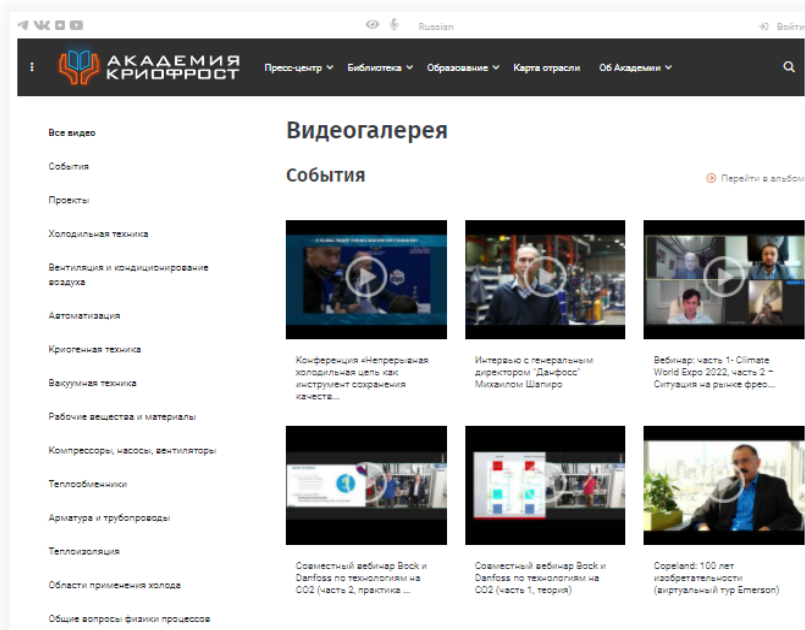 Russian
Войти
АКАДЕМИЯ
КРИОФРОСТ
Пресс-центр
Библиотека
Образование
Карта отрасли
Об Академии
Все видео
События
Проекты
Холодильная техника
Вентиляция и кондиционирование
воздуха
Автоматизация
Криогенная техника
Вакуумная техника
Рабочие вещества и материалы
Компрессоры, насосы, вентиляторы
Теплообменники
Арматура и трубопроводы
Теплоизоляция
Области применения холода
Общие вопросы физики процессов
Видеогалерея
События
Перейти в альбом
Конференция «Непрерывная
холодильная цепь как
инструмент сохранения
качеств...
Интервью с генеральным
директором "Данфосс"
Михаилом Шапиро
Вебинар: часть 1- Climate
World Expo 2022, часть 2 –
Ситуация на рынке фрео...
Совместный вебинар Bock и
Danfoss по технологиям на
CO2 (часть 2, практика ...
Совместный вебинар Bock и
Danfoss по технологиям на
CO2 (часть 1, теория)
Copeland: 100 лет
изобретательности
(виртуальный тур Emerson)